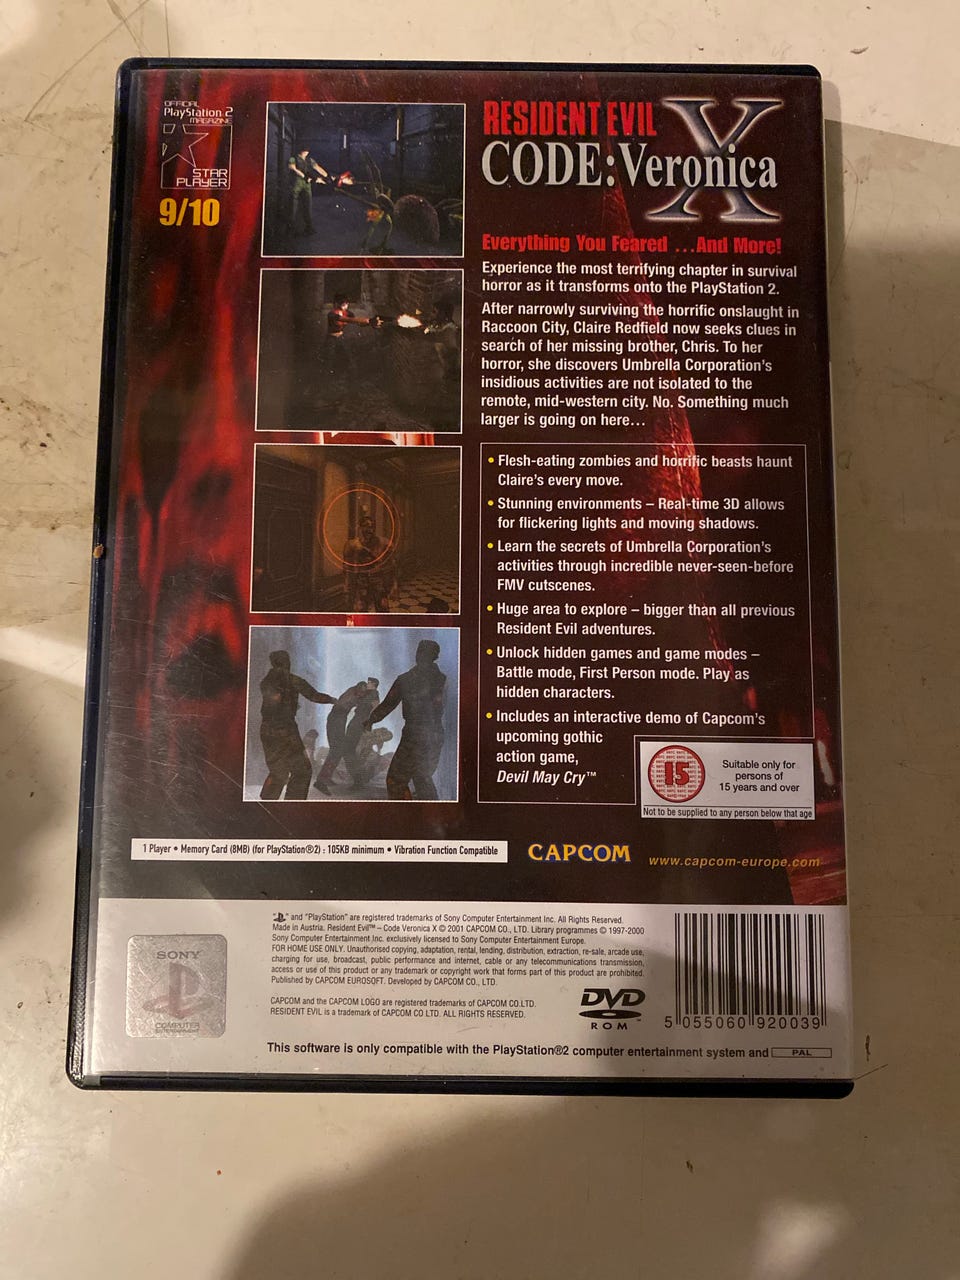 OFFICIAL
PlayStation 2
MAGAZINE
STAR
PLAYER
9/10
RESIDENT EVIL
CODE:Veronica
X
Everything You Feared ...And More!
Experience the most terrifying chapter in survival
horror as it transforms onto the PlayStation 2.
After narrowly surviving the horrific onslaught in
Raccoon City, Claire Redfield now seeks clues in
search of her missing brother, Chris. To her
horror, she discovers Umbrella Corporation's
insidious activities are not isolated to the
remote, mid-western city. No. Something much
larger is going on here...
• Flesh-eating zombies and horrific beasts haunt
Claire's every move.
• Stunning environments – Real-time 3D allows
for flickering lights and moving shadows.
• Learn the secrets of Umbrella Corporation's
activities through incredible never-seen-before
FMV cutscenes.
• Huge area to explore – bigger than all previous
Resident Evil adventures.
• Unlock hidden games and game modes –
Battle mode, First Person mode. Play as
hidden characters.
• Includes an interactive demo of Capcom's
upcoming gothic
action game,
Devil May Cry™
15
Suitable only for
persons of
15 years and over
Not to be supplied to any person below that age
1 Player • Memory Card (8MB) (for PlayStation®2) : 105KB minimum • Vibration Function Compatible
CAPCOM
www.capcom-europe.com
SONY
COMPUTER
ENTERTAINMENT
" " and "PlayStation" are registered trademarks of Sony Computer Entertainment Inc. All Rights Reserved.
Made in Austria. Resident Evil™ – Code Veronica X © 2001 CAPCOM CO., LTD. Library programmes © 1997-2000
Sony Computer Entertainment Inc. exclusively licensed to Sony Computer Entertainment Europe.
FOR HOME USE ONLY. Unauthorised copying, adaptation, rental, lending, distribution, extraction, re-sale, arcade use,
charging for use, broadcast, public performance and internet, cable or any telecommunications transmission,
access or use of this product or any trademark or copyright work that forms part of this product are prohibited.
Published by CAPCOM EUROSOFT. Developed by CAPCOM CO., LTD.
CAPCOM and the CAPCOM LOGO are registered trademarks of CAPCOM CO.LTD.
RESIDENT EVIL is a trademark of CAPCOM CO LTD. ALL RIGHTS RESERVED.
DVD
ROM
5 055060 920039
This software is only compatible with the PlayStation®2 computer entertainment system and PAL